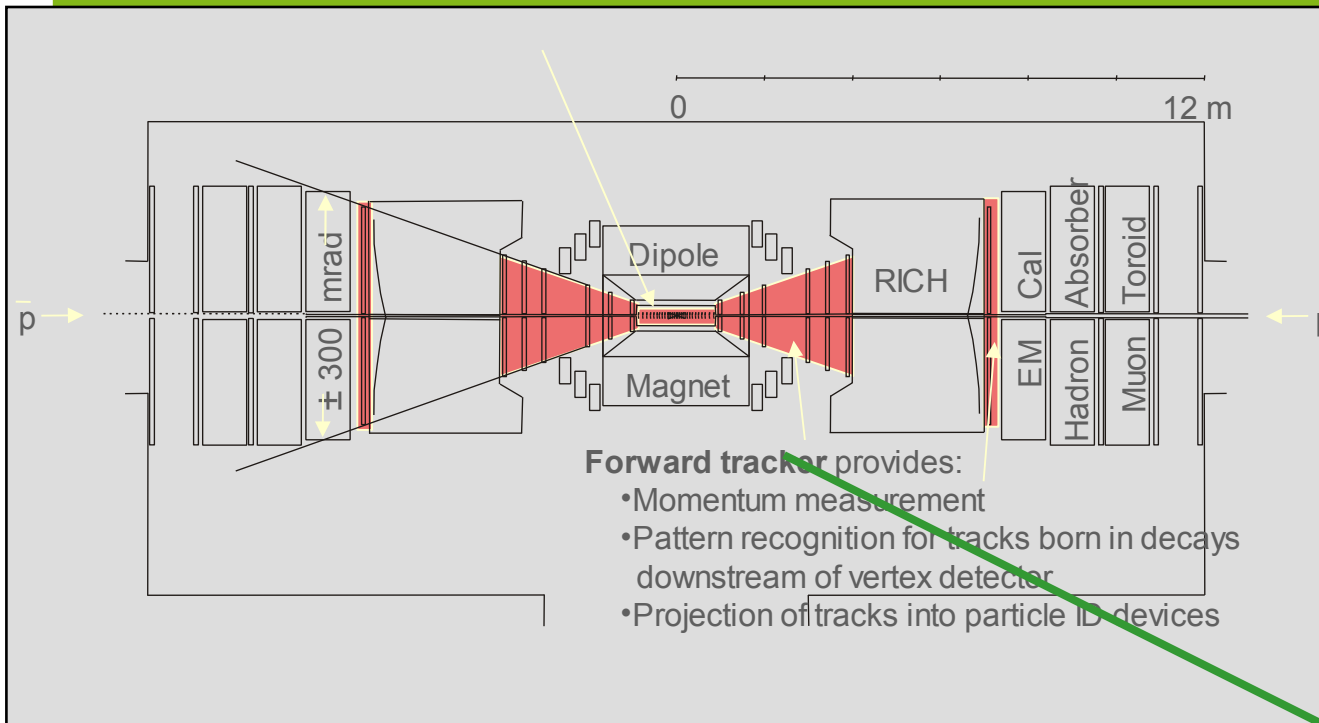 0
12 m
± 300 mrad
Dipole
Magnet
RICH
EM Cal
Hadron Absorber
Muon Toroid
p̅
Forward tracker provides:
•Momentum measurement
•Pattern recognition for tracks born in decays
downstream of vertex detector
•Projection of tracks into particle ID devices